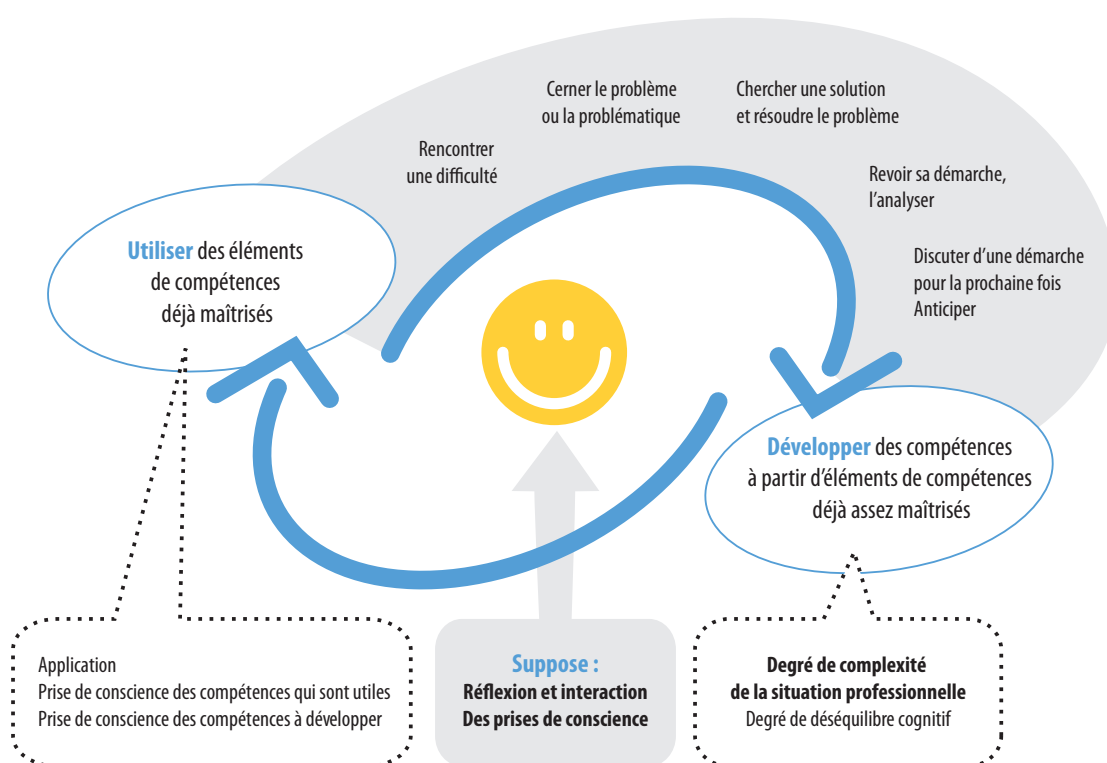 Cerner le problème
ou la problématique
Chercher une solution
et résoudre le problème
Rencontrer
une difficulté
Revoir sa démarche,
l'analyser
Utiliser des éléments
de compétences
déjà maîtrisés
Discuter d'une démarche
pour la prochaine fois
Anticiper
Développer des compétences
à partir d'éléments de compétences
déjà assez maîtrisés
Application
Prise de conscience des compétences qui sont utiles
Prise de conscience des compétences à développer
Suppose :
Réflexion et interaction
Des prises de conscience
Degré de complexité
de la situation professionnelle
Degré de déséquilibre cognitif